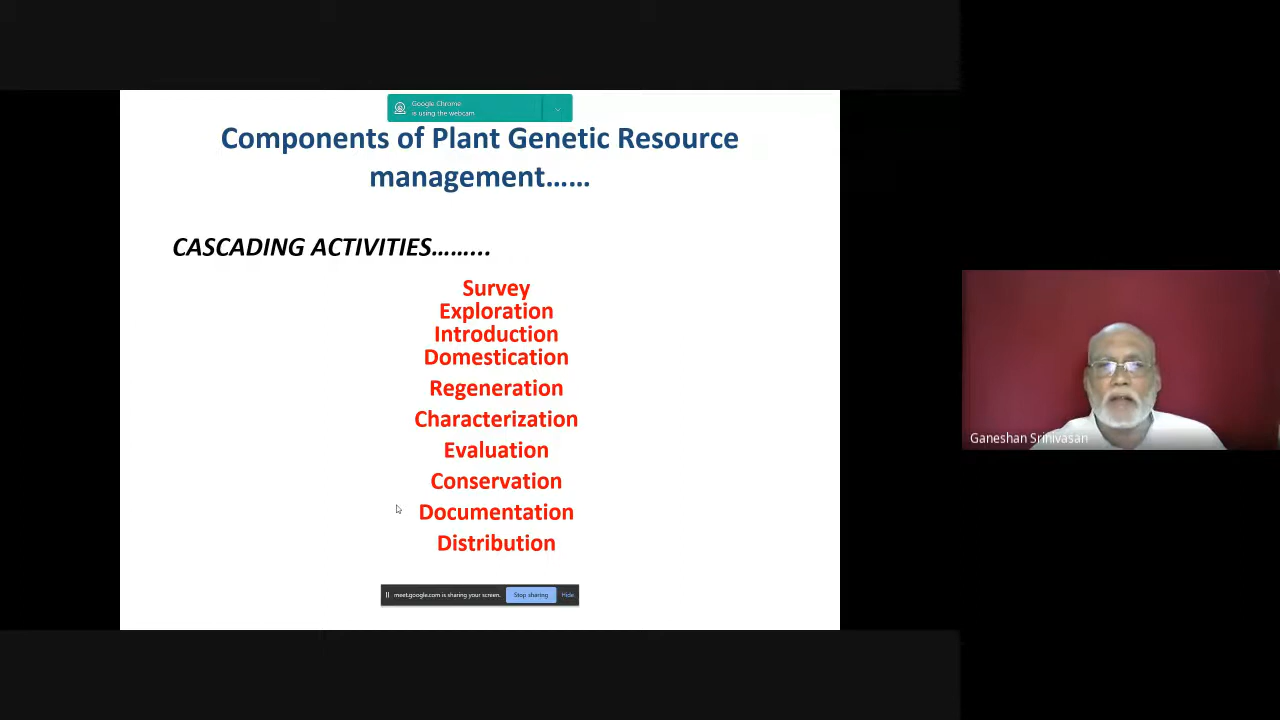 Google Chrome
is using the webcam
Components of Plant Genetic Resource
management……
CASCADING ACTIVITIES……...
Survey
Exploration
Introduction
Domestication
Regeneration
Characterization
Evaluation
Conservation
Documentation
Distribution
meet.google.com is sharing your screen. Stop sharing Hide
Ganeshan Srinivasan